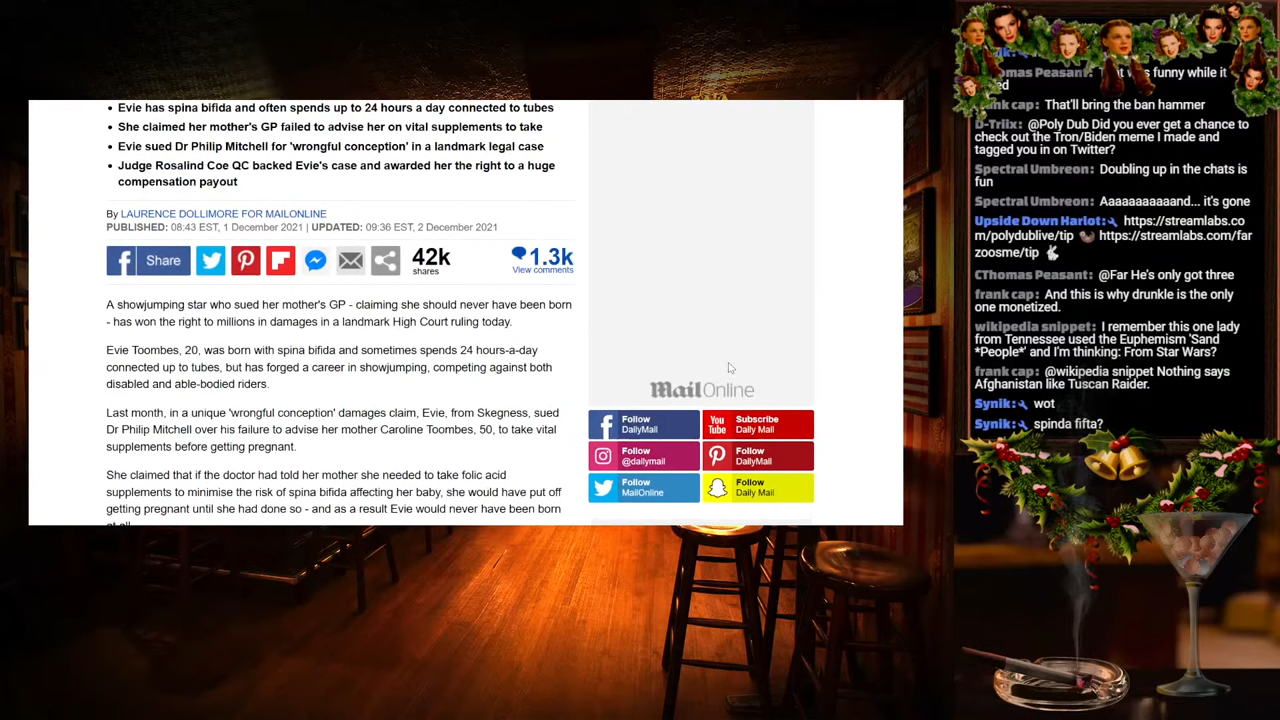 Evie has spina bifida and often spends up to 24 hours a day connected to tubes
She claimed her mother's GP failed to advise her on vital supplements to take
Evie sued Dr Philip Mitchell for 'wrongful conception' in a landmark legal case
Judge Rosalind Coe QC backed Evie's case and awarded her the right to a huge
compensation payout
By LAURENCE DOLLIMORE FOR MAILONLINE
PUBLISHED: 08:43 EST, 1 December 2021 | UPDATED: 09:36 EST, 2 December 2021
Share
42k
shares
1.3k
View comments
A showjumping star who sued her mother's GP - claiming she should never have been born
- has won the right to millions in damages in a landmark High Court ruling today.
Evie Toombes, 20, was born with spina bifida and sometimes spends 24 hours-a-day
connected up to tubes, but has forged a career in showjumping, competing against both
disabled and able-bodied riders.
Last month, in a unique 'wrongful conception' damages claim, Evie, from Skegness, sued
Dr Philip Mitchell over his failure to advise her mother Caroline Toombes, 50, to take vital
supplements before getting pregnant.
She claimed that if the doctor had told her mother she needed to take folic acid
supplements to minimise the risk of spina bifida affecting her baby, she would have put off
getting pregnant until she had done so - and as a result Evie would never have been born
at all
Mail Online
Follow
DailyMail
Subscribe
Daily Mail
Follow
@dailymail
Follow
DailyMail
Follow
MailOnline
Follow
Daily Mail
omas Peasant: was funny while it
ed
nk cap: That'll bring the ban hammer
D-Triix: @Poly Dub Did you ever get a chance to
check out the Tron/Biden meme I made and
tagged you in on Twitter?
Spectral Umbreon: Doubling up in the chats is
fun
Spectral Umbreon: Aaaaaaaaaand... it's gone
Upside Down Harlot: https://streamlabs.co
m/polydublive/tip https://streamlabs.com/far
zoosme/tip
CThomas Peasant: @Far He's only got three
frank cap: And this is why drunkle is the only
one monetized.
wikipedia snippet: I remember this one lady
from Tennessee used the Euphemism 'Sand
*People*' and I'm thinking: From Star Wars?
frank cap: @wikipedia snippet Nothing says
Afghanistan like Tuscan Raider.
Synik: wot
Synik: spinda fifta?